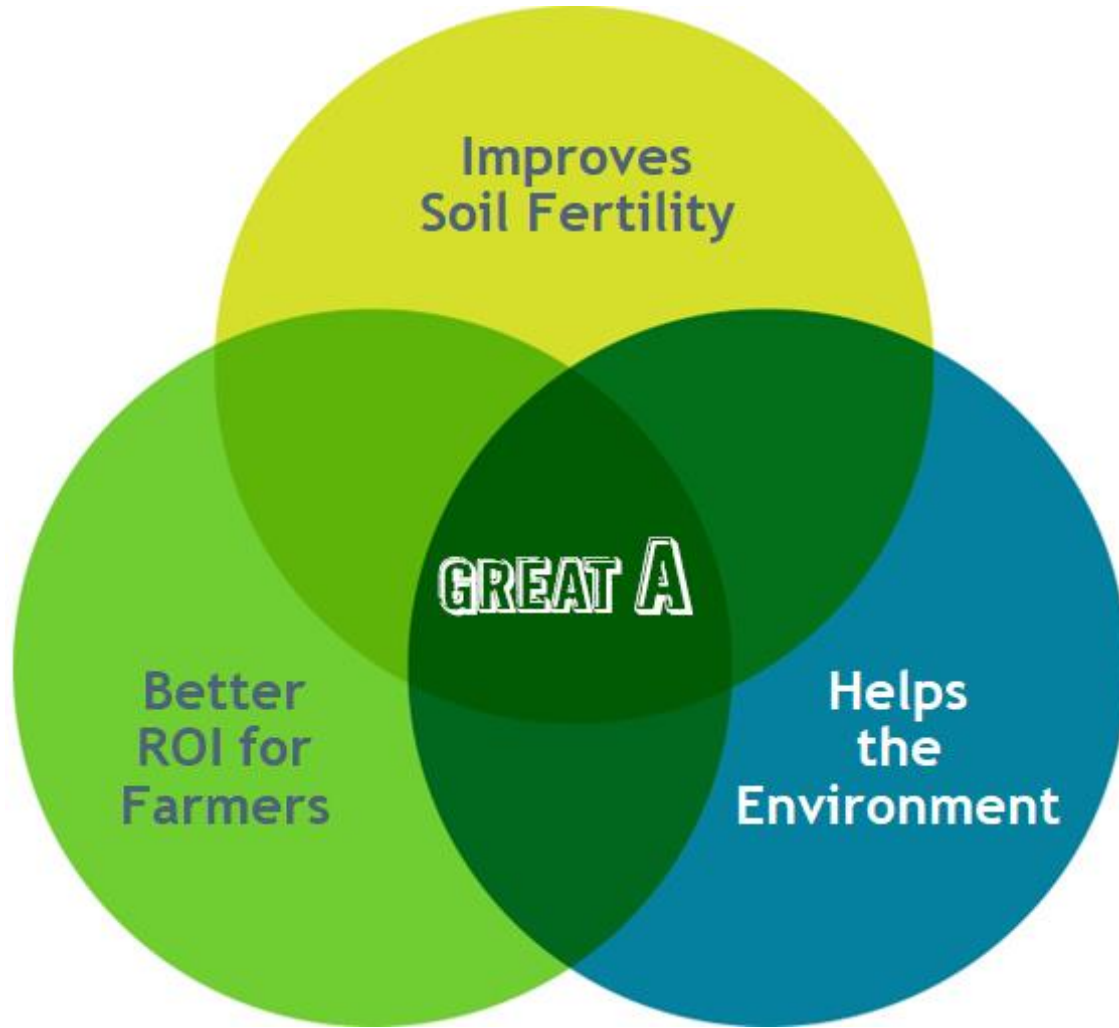 Improves
Soil Fertility
GREAT A
Better
ROI for
Farmers
Helps
the
Environment